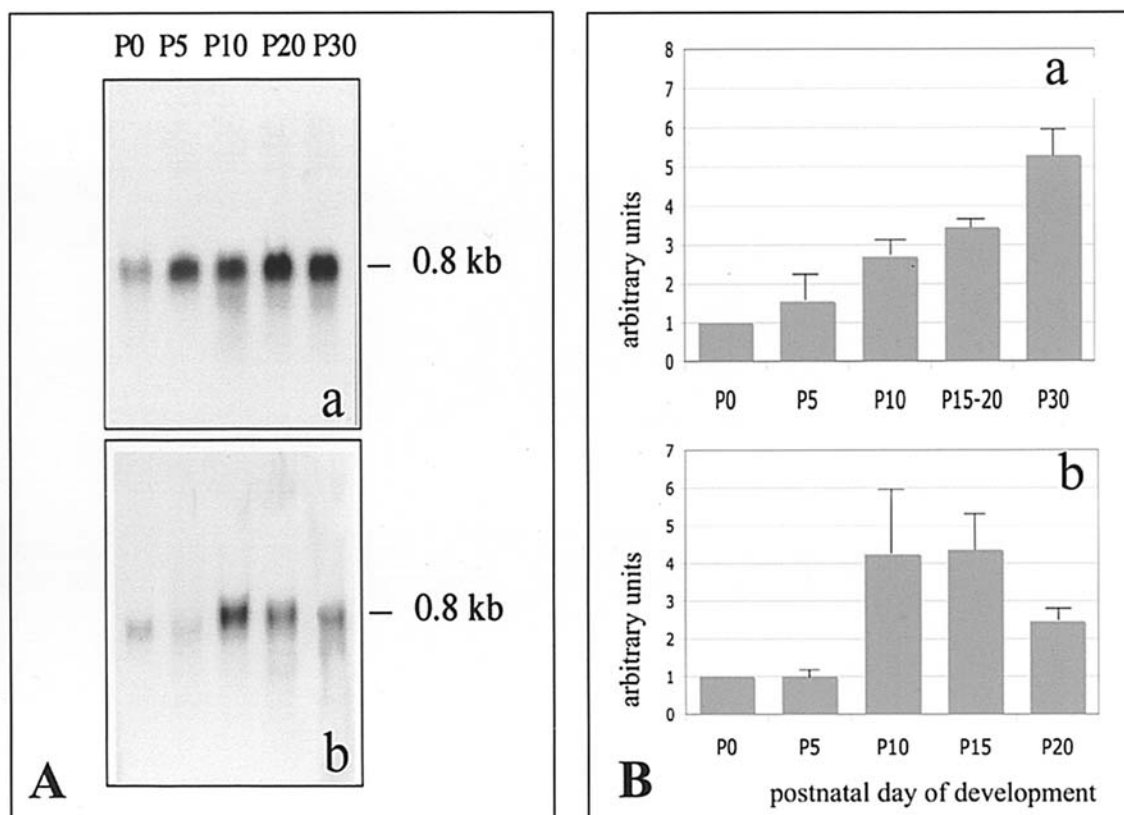 P0 P5 P10 P20 P30
0.8 kb
a
0.8 kb
b
A
8
7
6
5
4
3
2
1
0
arbitrary units
a
P0 P5 P10 P15-20 P30
7
6
5
4
3
2
1
0
arbitrary units
b
P0 P5 P10 P15 P20
B
postnatal day of development